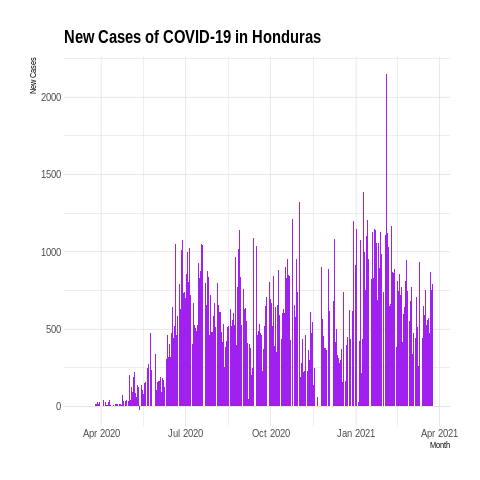 New Cases of COVID-19 in Honduras
New Cases
2000
1500
1000
500
0
Apr 2020 Jul 2020 Oct 2020 Jan 2021 Apr 2021
Month